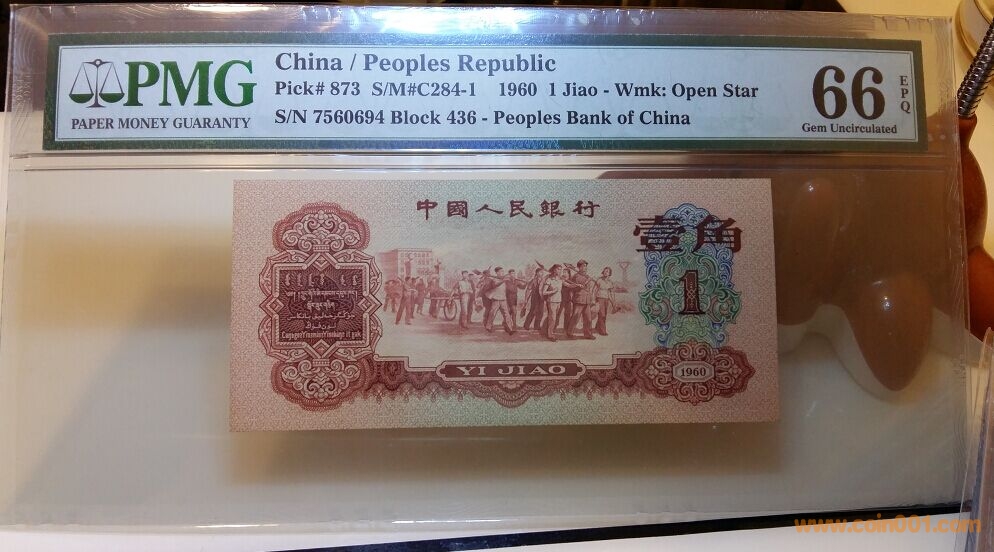 PMG
PAPER MONEY GUARANTY
China / Peoples Republic
Pick# 873 S/M#C284-1 1960 1 Jiao - Wmk: Open Star
S/N 7560694 Block 436 - Peoples Bank of China
66
EPQ
Gem Uncirculated
中國人民銀行
壹角
1
YI JIAO
1960
www.coin001.com